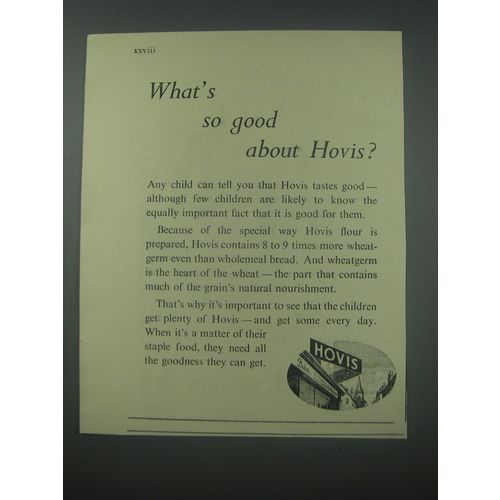 xxviii
What's
so good
about Hovis?
Any child can tell you that Hovis tastes good—
although few children are likely to know the
equally important fact that it is good for them.
Because of the special way Hovis flour is
prepared, Hovis contains 8 to 9 times more wheat-
germ even than wholemeal bread. And wheatgerm
is the heart of the wheat—the part that contains
much of the grain's natural nourishment.
That's why it's important to see that the children
get plenty of Hovis—and get some every day.
When it's a matter of their
staple food, they need all
the goodness they can get.
HOVIS